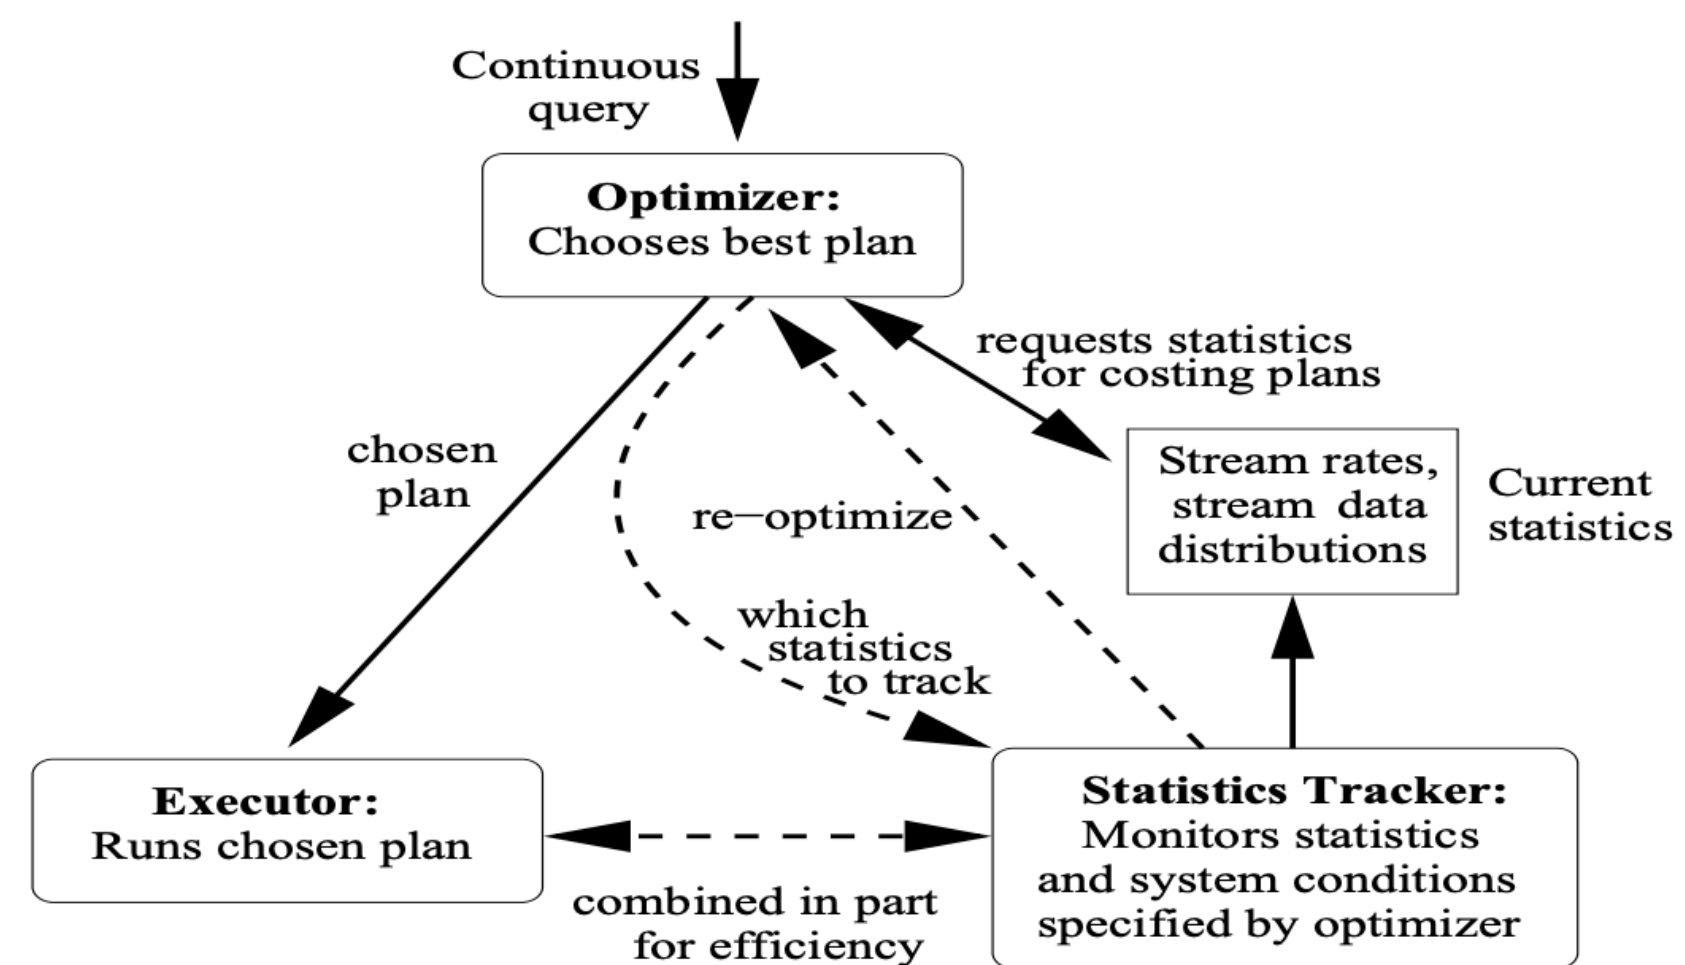 Continuous
query
Optimizer:
Chooses best plan
requests statistics
for costing plans
chosen
plan
Stream rates,
stream data
distributions
Current
statistics
re−optimize
which
statistics
to track
Executor:
Runs chosen plan
combined in part
for efficiency
Statistics Tracker:
Monitors statistics
and system conditions
specified by optimizer